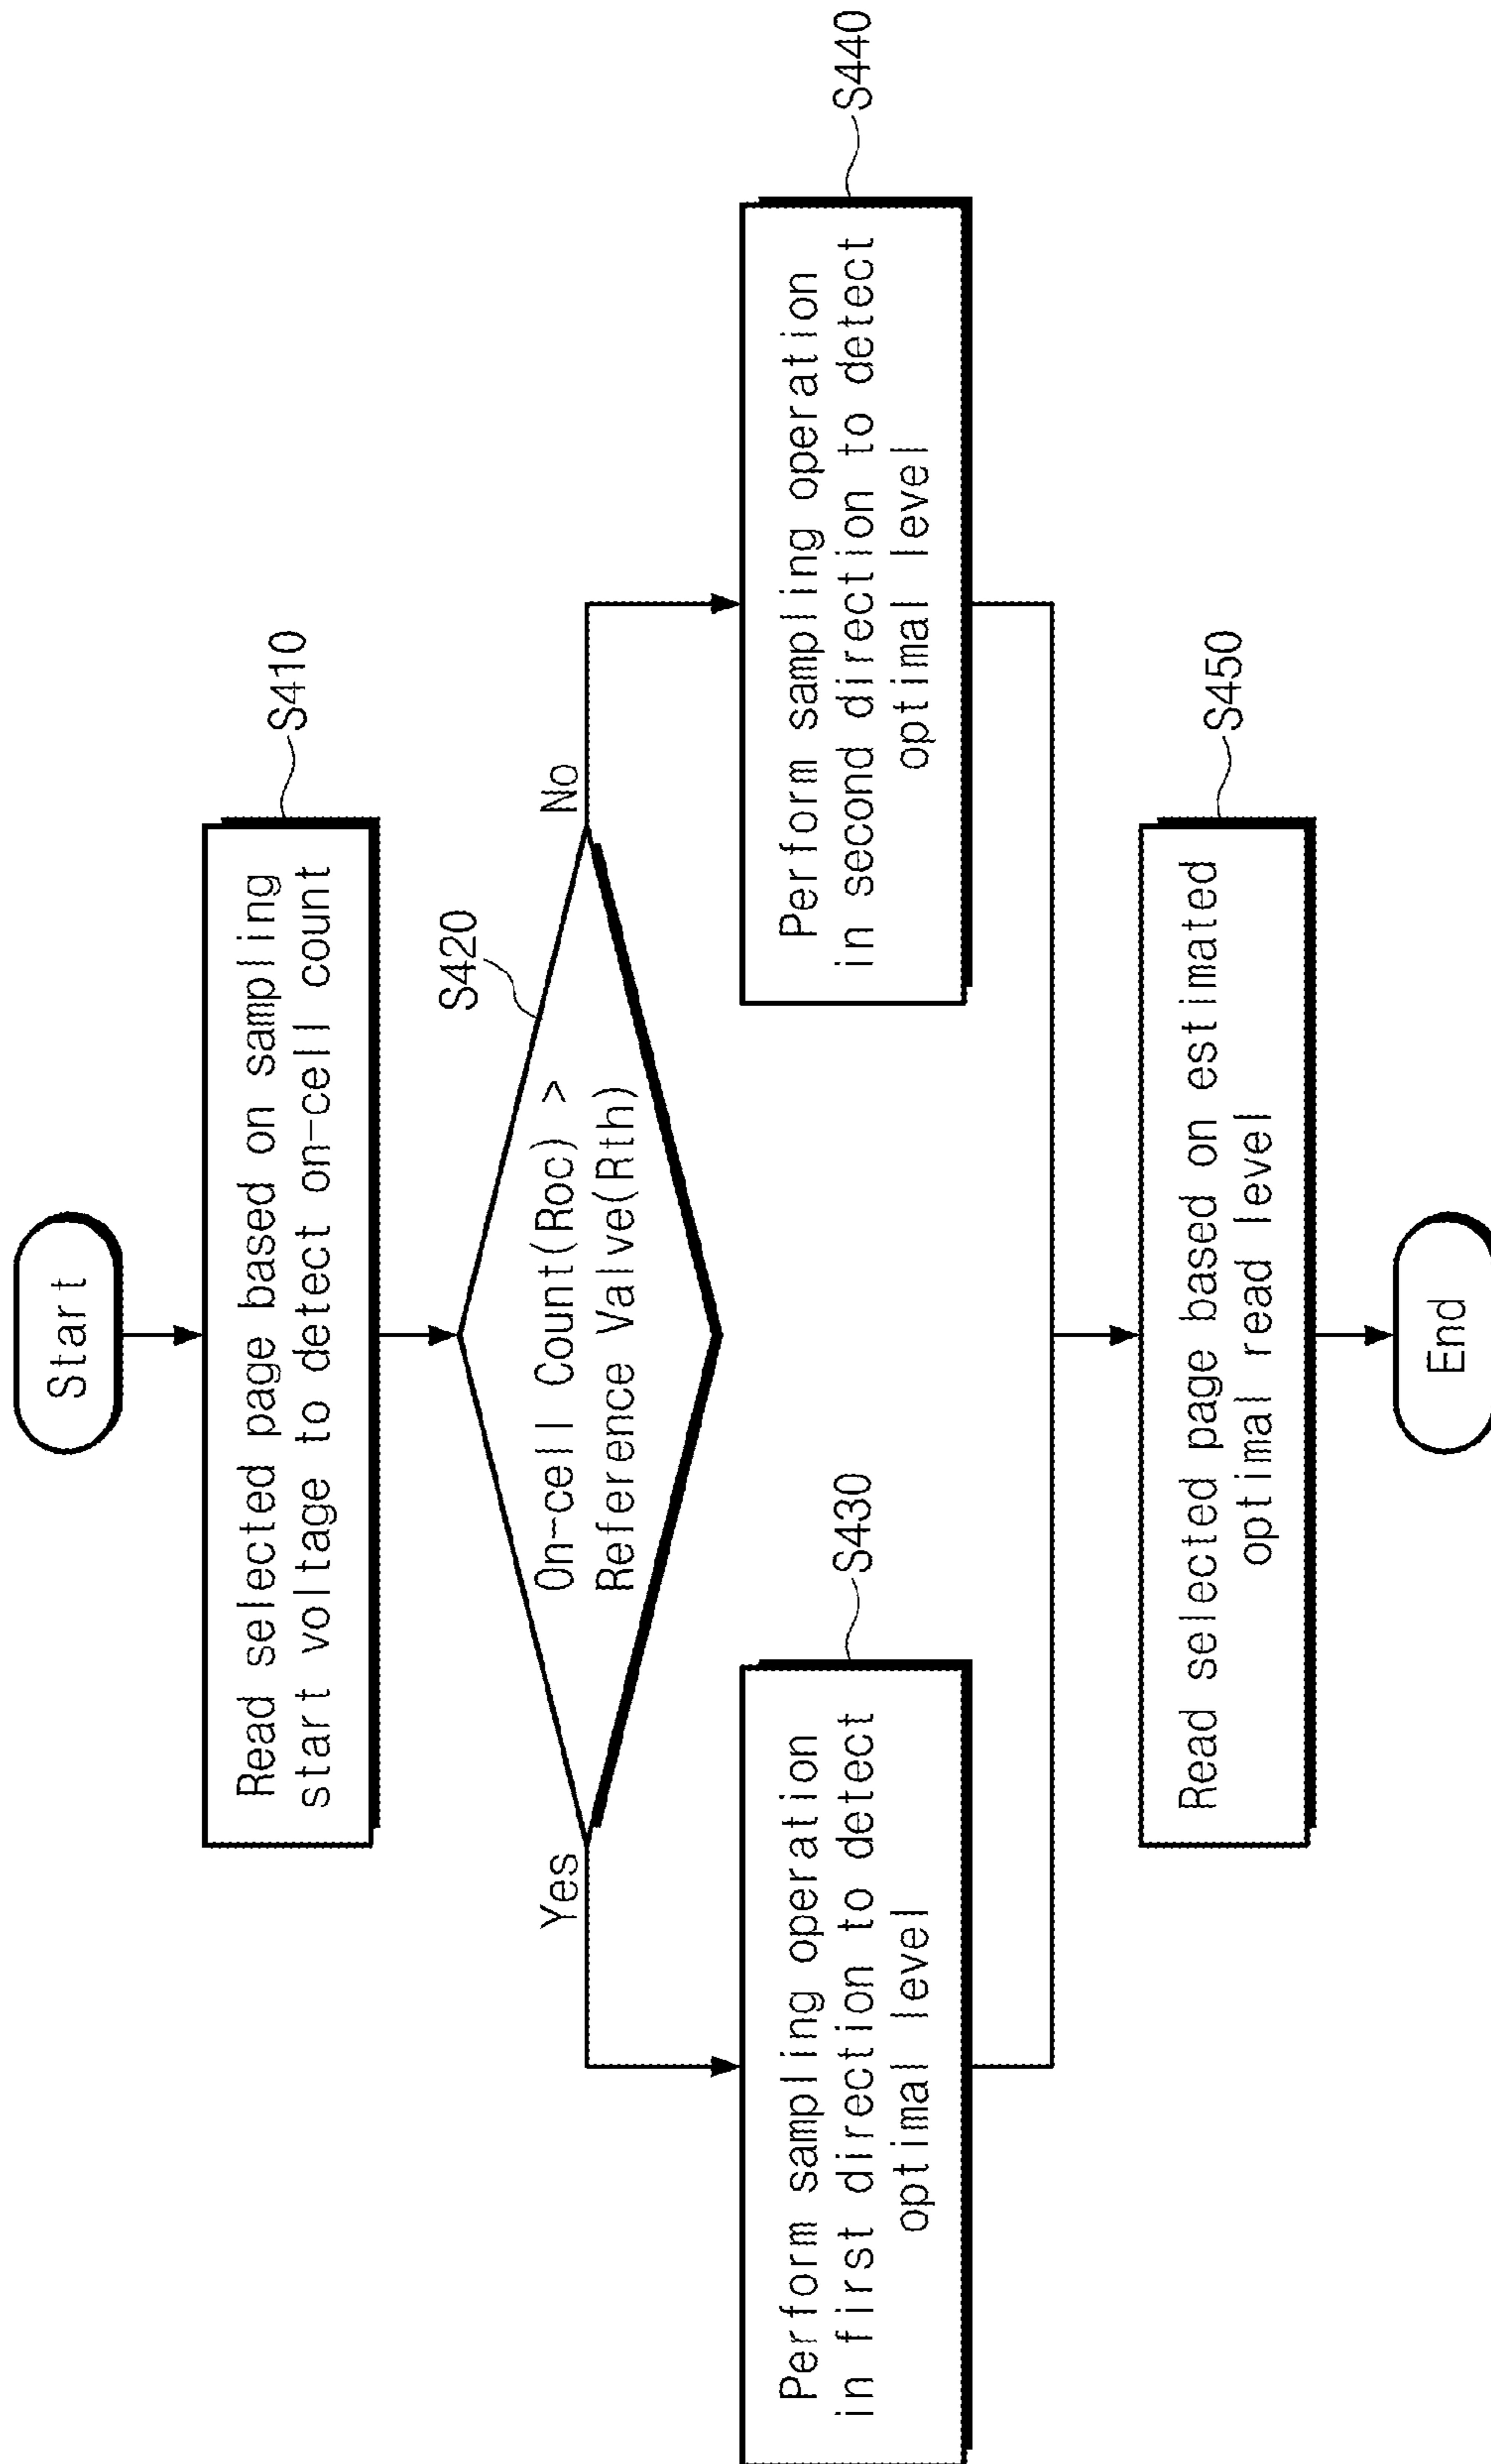 Start
S410
Read selected page based on sampling
start voltage to detect on-cell count
S420
On-cell Count(Roc) >
Reference Valve(Rth)
Yes
No
S430
Perform sampling operation
in first direction to detect
optimal level
S440
Perform sampling operation
in second direction to detect
optimal level
S450
Read selected page based on estimated
optimal read level
End